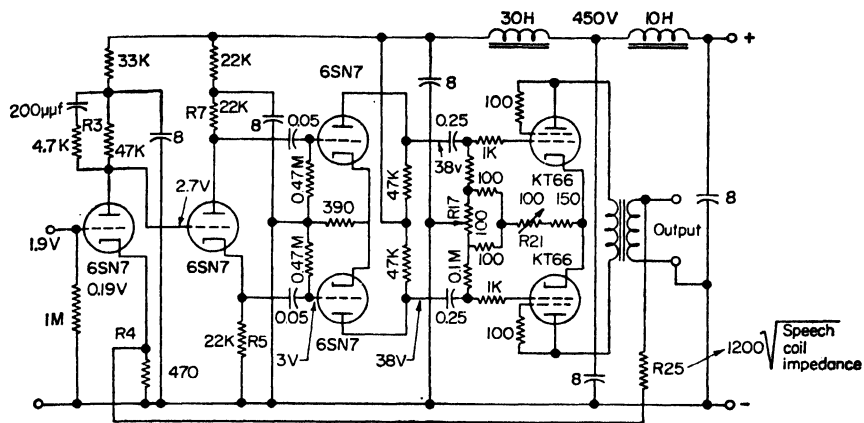 30H
450V
10H
+
33K
22K
6SN7
200µµf
R3
8
R7
22K
8
0.05
8
0.25
100
4.7K
47K
1K
38v
KT66
2.7V
0.47M
47K
100
100
150
8
390
R17
100
R21
Output
1.9V
6SN7
6SN7
0.47M
47K
0.1M
100
KT66
0.19V
1M
0.05
0.25
1K
R4
22K
R5
3V
6SN7
38V
100
1200√ Speech
coil
impedance
470
8
R25
-